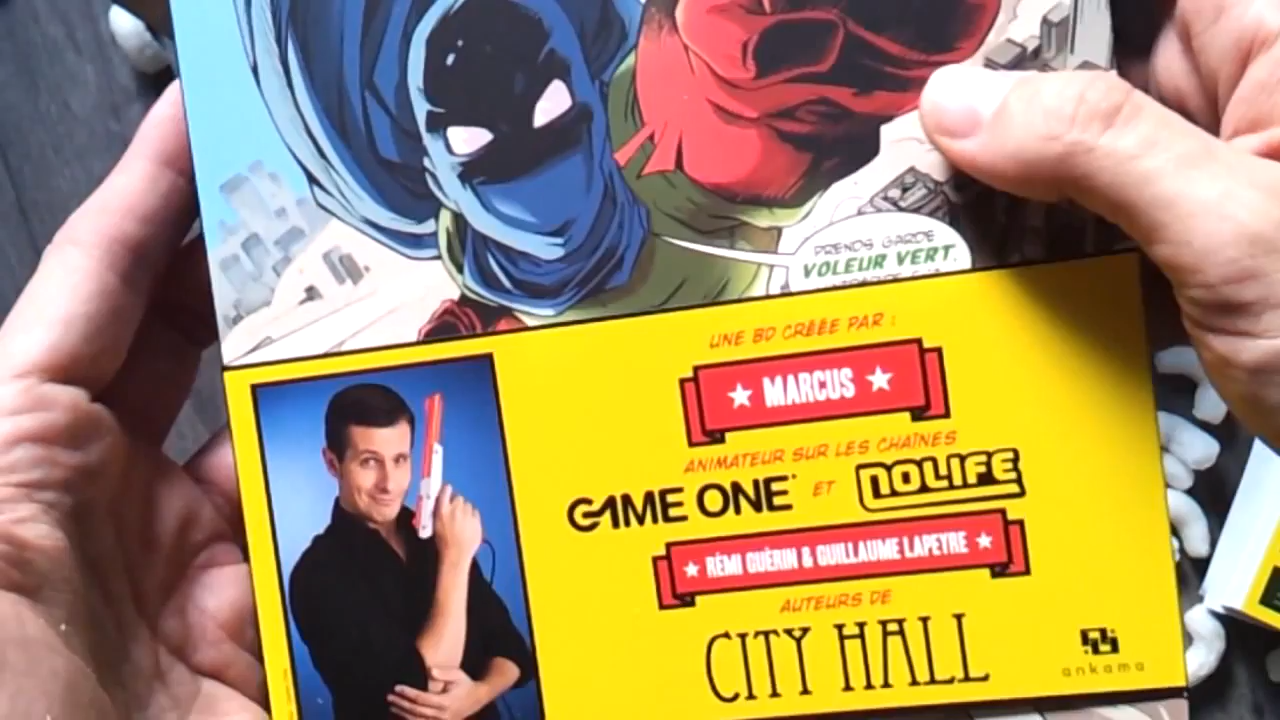 PRENDS GARDE
VOLEUR VERT,
UNE BD CRÉÉE PAR :
MARCUS
ANIMATEUR SUR LES CHAÎNES
GAME ONE ET NOLIFE
RÉMI GUÉRIN & GUILLAUME LAPEYRE
AUTEURS DE
CITY HALL
ankama